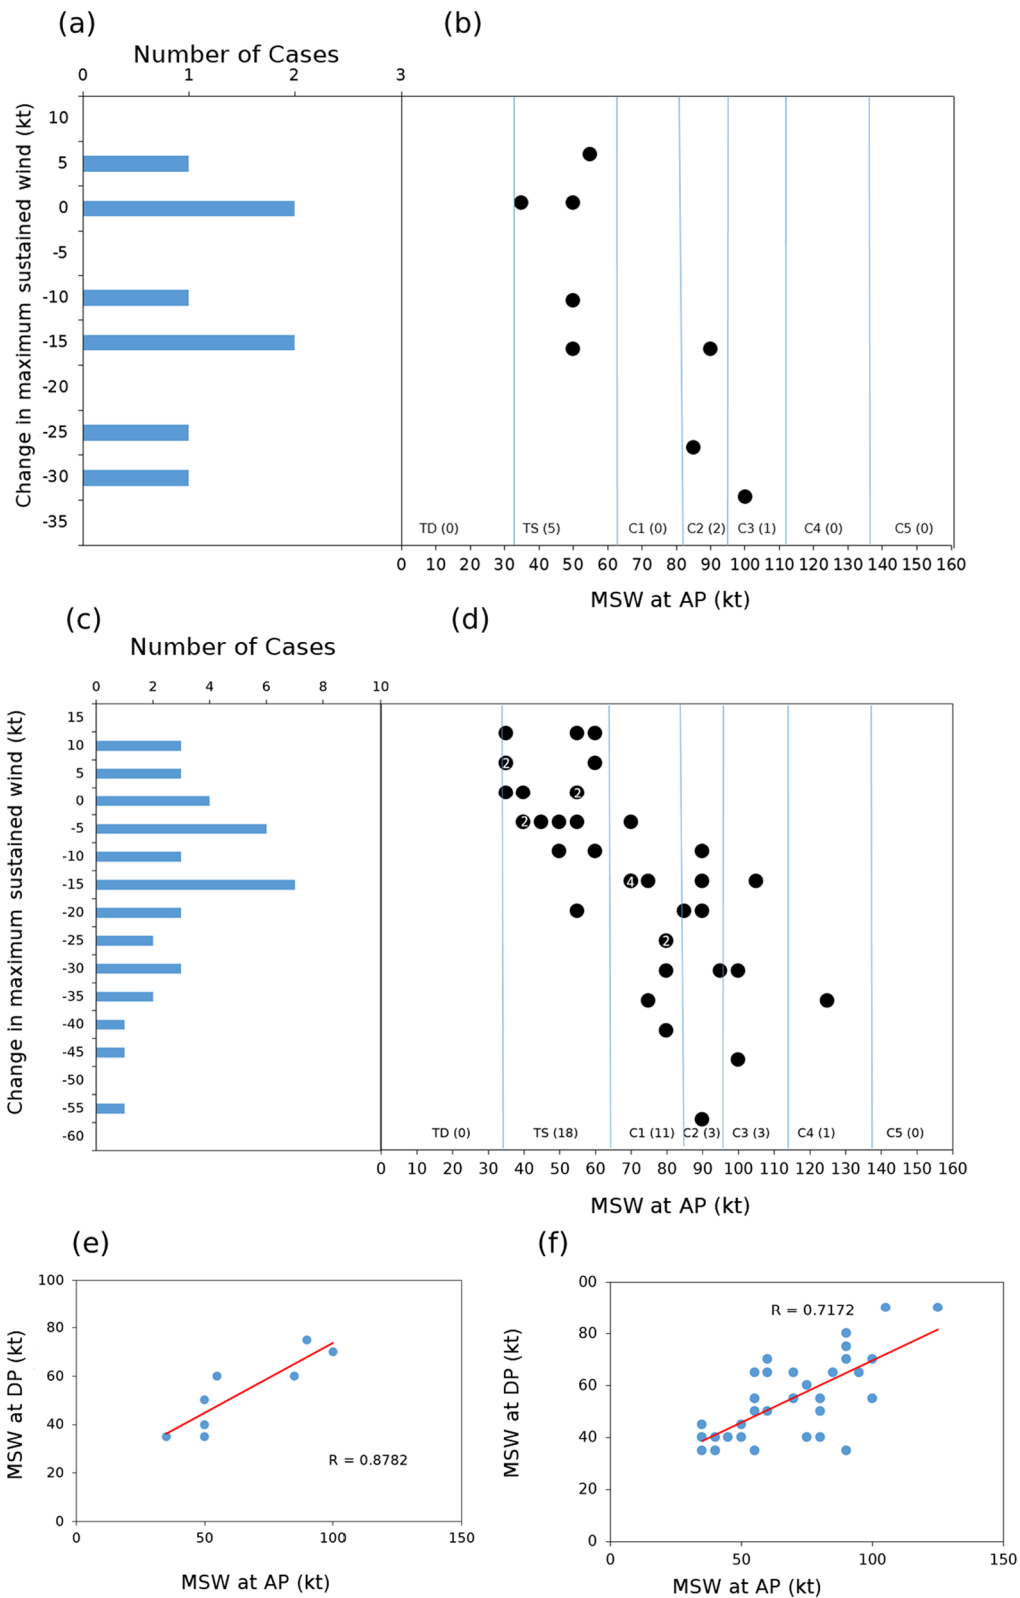 (a)
(b)
Number of Cases
0 1 2 3
Change in maximum sustained wind (kt)
10
5
0
-5
-10
-15
-20
-25
-30
-35
TD (0) TS (5) C1 (0) C2 (2) C3 (1) C4 (0) C5 (0)
0 10 20 30 40 50 60 70 80 90 100 110 120 130 140 150 160
MSW at AP (kt)
(c)
(d)
Number of Cases
0 2 4 6 8 10
Change in maximum sustained wind (kt)
15
10
5
0
-5
-10
-15
-20
-25
-30
-35
-40
-45
-50
-55
-60
2
2
2
4
2
TD (0) TS (18) C1 (11) C2 (3) C3 (3) C4 (1) C5 (0)
0 10 20 30 40 50 60 70 80 90 100 110 120 130 140 150 160
MSW at AP (kt)
(e)
MSW at DP (kt)
100
80
60
40
20
0
R = 0.8782
0 50 100 150
MSW at AP (kt)
(f)
MSW at DP (kt)
00
80
60
40
20
0
R = 0.7172
0 50 100 150
MSW at AP (kt)